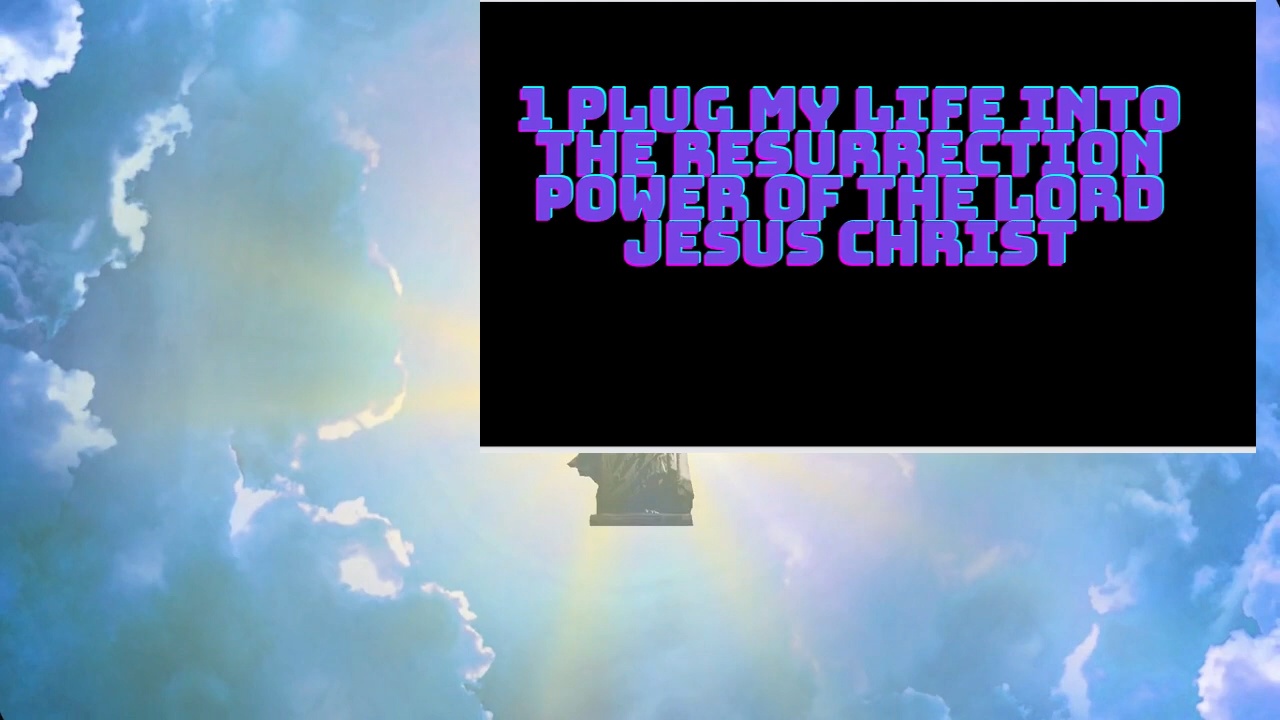 1 PLUG MY LIFE INTO
THE RESURRECTION
POWER OF THE LORD
JESUS CHRIST